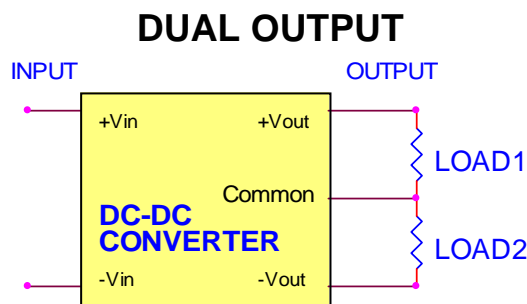 DUAL OUTPUT
INPUT OUTPUT
+Vin +Vout
LOAD1
Common
DC-DC
CONVERTER
LOAD2
-Vin -Vout